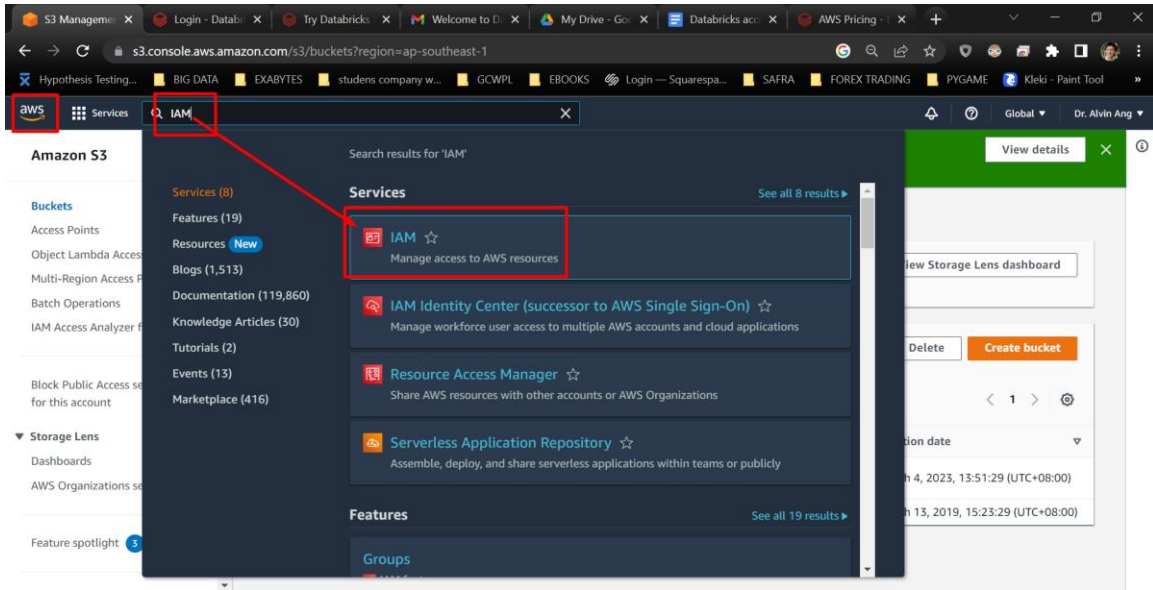 S3 Managemen
Login - Datab
Try Databricks
Welcome to D
My Drive - Goo
Databricks acc
AWS Pricing - (
s3.console.aws.amazon.com/s3/buckets?region=ap-southeast-1
Hypothesis Testing...
BIG DATA
EXABYTES
studens company w...
GCWPL
EBOOKS
Login — Squarespa...
SAFRA
FOREX TRADING
PYGAME
Kleki - Paint Tool
»
aws
Services
IAM
Global
Dr. Alvin Ang
Amazon S3
Buckets
Access Points
Object Lambda Acces
Multi-Region Access P
Batch Operations
IAM Access Analyzer f
Block Public Access se
for this account
Storage Lens
Dashboards
AWS Organizations se
Feature spotlight 3
Services (8)
Features (19)
Resources New
Blogs (1,513)
Documentation (119,860)
Knowledge Articles (30)
Tutorials (2)
Events (13)
Marketplace (416)
Search results for 'IAM'
Services
See all 8 results
IAM
Manage access to AWS resources
IAM Identity Center (successor to AWS Single Sign-On)
Manage workforce user access to multiple AWS accounts and cloud applications
Resource Access Manager
Share AWS resources with other accounts or AWS Organizations
Serverless Application Repository
Assemble, deploy, and share serverless applications within teams or publicly
Features
See all 19 results
Groups
View details
iew Storage Lens dashboard
Delete
Create bucket
1
tion date
h 4, 2023, 13:51:29 (UTC+08:00)
h 13, 2019, 15:23:29 (UTC+08:00)